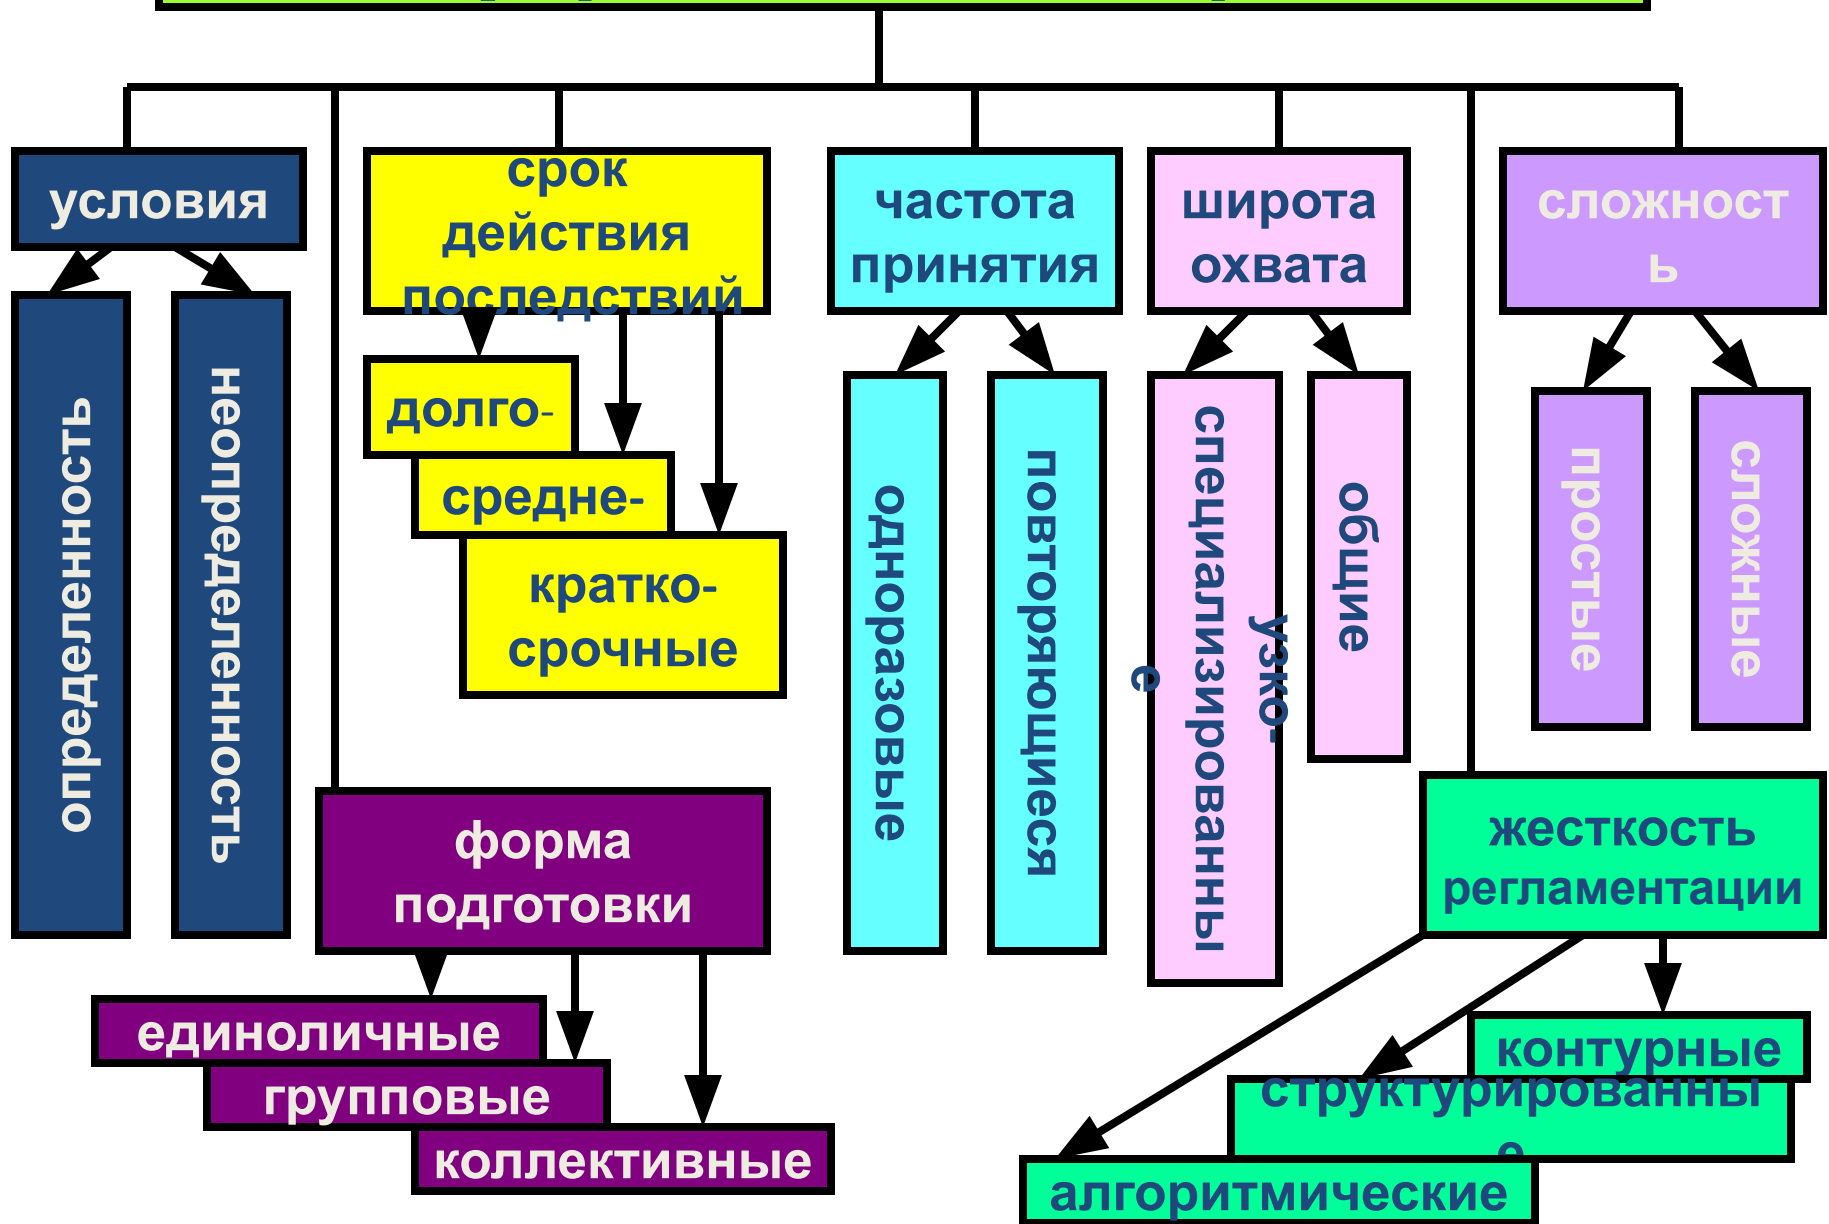 условия
определенность
неопределенность
срок
действия
последствий
долго-
средне-
кратко-
срочные
форма
подготовки
единоличные
групповые
коллективные
частота
принятия
одноразовые
повторяющиеся
широта
охвата
узко-
специализированны
е
общие
сложност
ь
простые
сложные
жесткость
регламентации
контурные
структурированны
е
алгоритмические